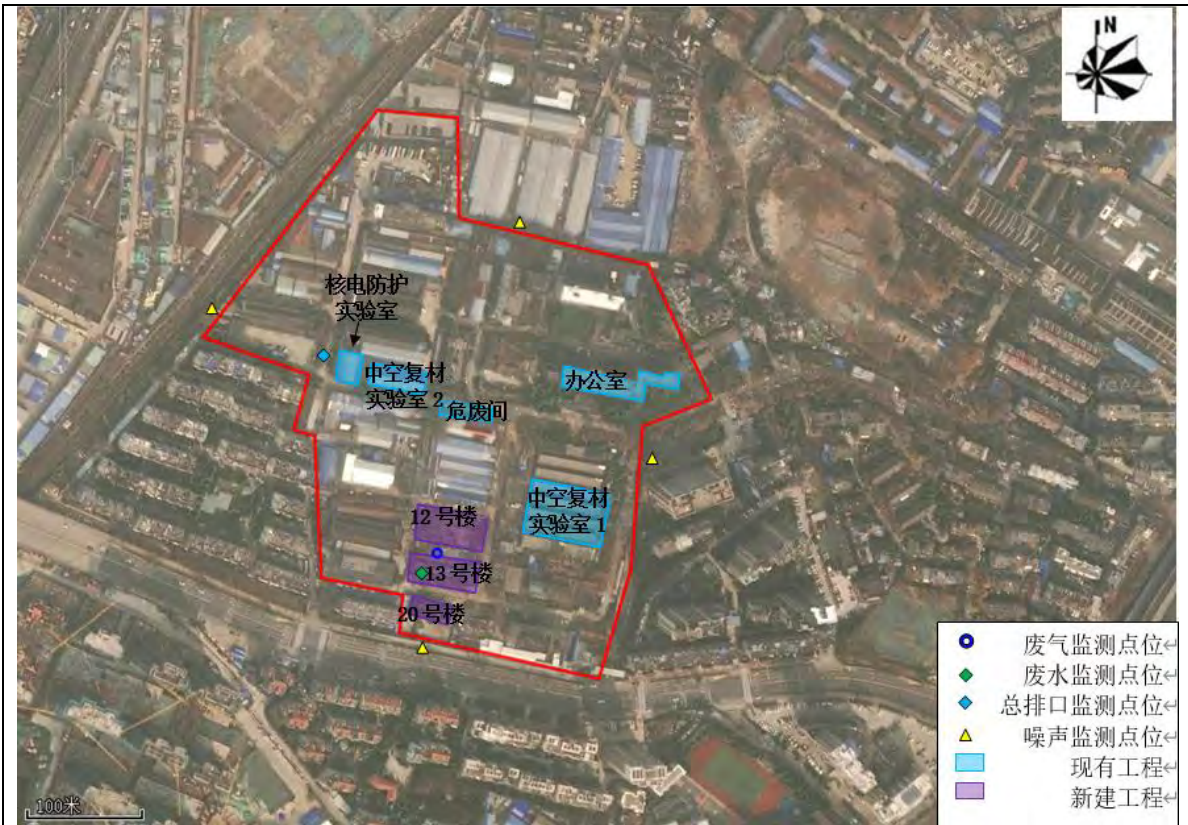 N
核电防护
实验室
中空复材
实验室 2
危废间
办公室
中空复材
实验室 1
12 号楼
13 号楼
20 号楼
废气监测点位↵
废水监测点位↵
总排口监测点位↵
噪声监测点位↵
现有工程↵
新建工程↵
100米